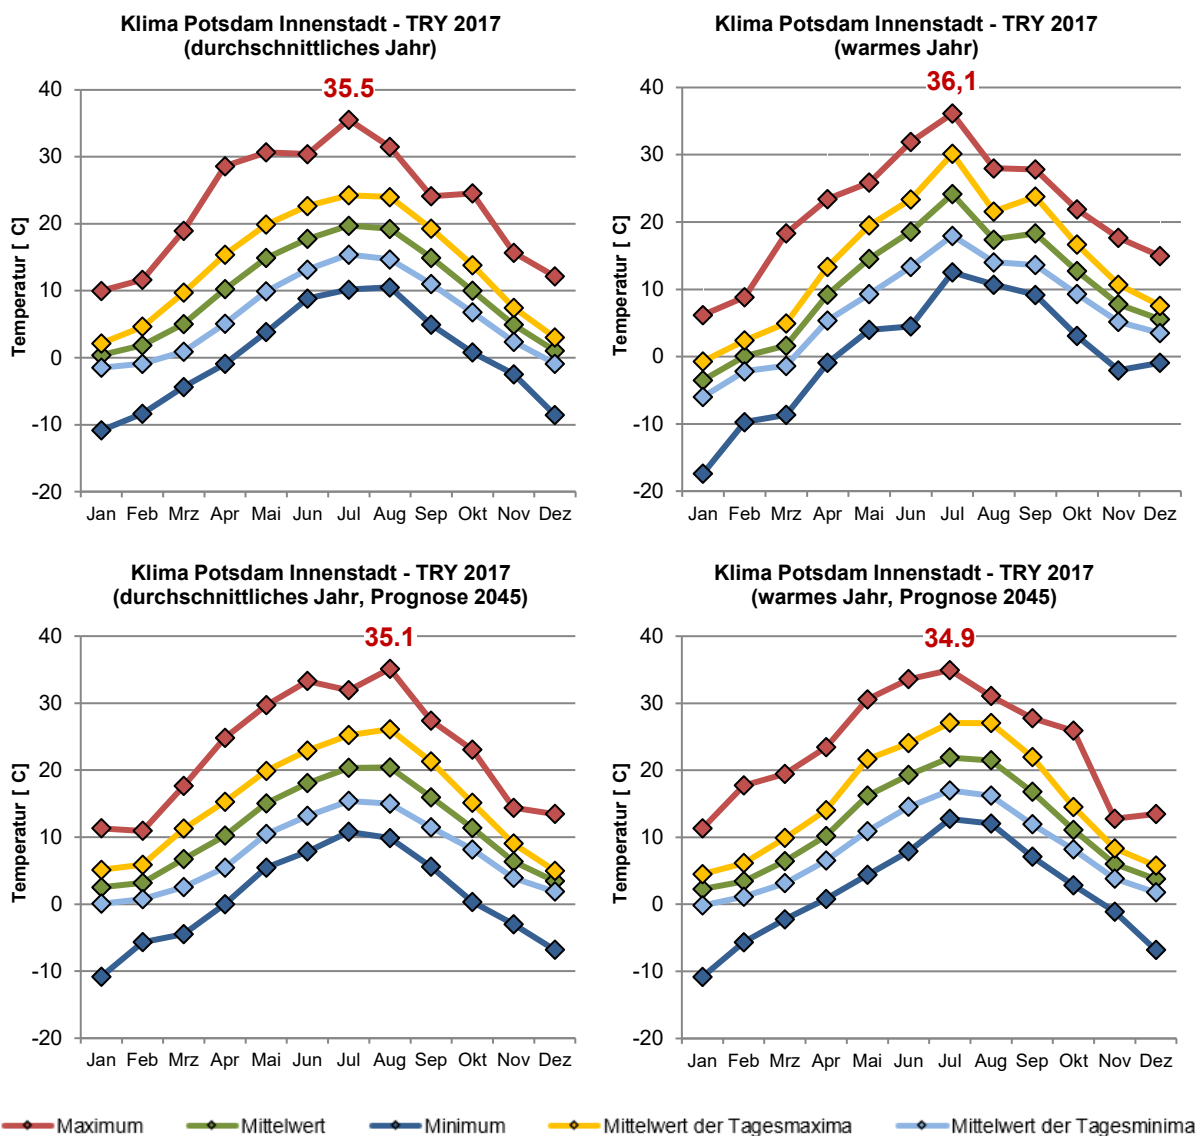 Klima Potsdam Innenstadt - TRY 2017
(durchschnittliches Jahr)
35.5
Temperatur [ C]
40
30
20
10
0
-10
-20
Jan Feb Mrz Apr Mai Jun Jul Aug Sep Okt Nov Dez
Klima Potsdam Innenstadt - TRY 2017
(warmes Jahr)
36,1
Temperatur [ C]
40
30
20
10
0
-10
-20
Jan Feb Mrz Apr Mai Jun Jul Aug Sep Okt Nov Dez
Klima Potsdam Innenstadt - TRY 2017
(durchschnittliches Jahr, Prognose 2045)
35.1
Temperatur [ C]
40
30
20
10
0
-10
-20
Jan Feb Mrz Apr Mai Jun Jul Aug Sep Okt Nov Dez
Klima Potsdam Innenstadt - TRY 2017
(warmes Jahr, Prognose 2045)
34.9
Temperatur [ C]
40
30
20
10
0
-10
-20
Jan Feb Mrz Apr Mai Jun Jul Aug Sep Okt Nov Dez
Maximum Mittelwert Minimum Mittelwert der Tagesmaxima Mittelwert der Tagesminima